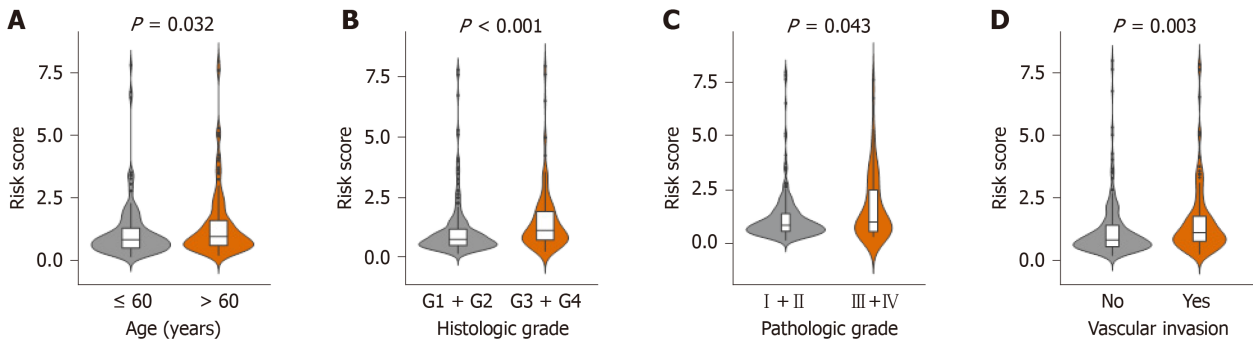 A
P = 0.032
Risk score
7.5
5.0
2.5
0.0
≤ 60
> 60
Age (years)
B
P < 0.001
Risk score
7.5
5.0
2.5
0.0
G1 + G2
G3 + G4
Histologic grade
C
P = 0.043
Risk score
7.5
5.0
2.5
0.0
Ⅰ + Ⅱ
Ⅲ + Ⅳ
Pathologic grade
D
P = 0.003
Risk score
7.5
5.0
2.5
0.0
No
Yes
Vascular invasion